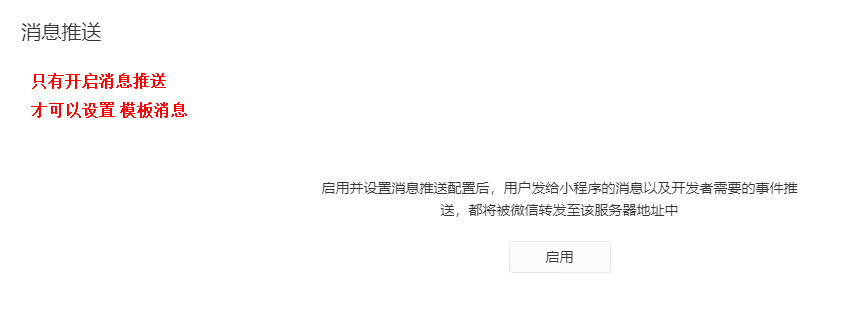 消息推送
只有开启消息推送
才可以设置 模板消息
启用并设置消息推送配置后，用户发给小程序的消息以及开发者需要的事件推
送，都将被微信转发至该服务器地址中
启用